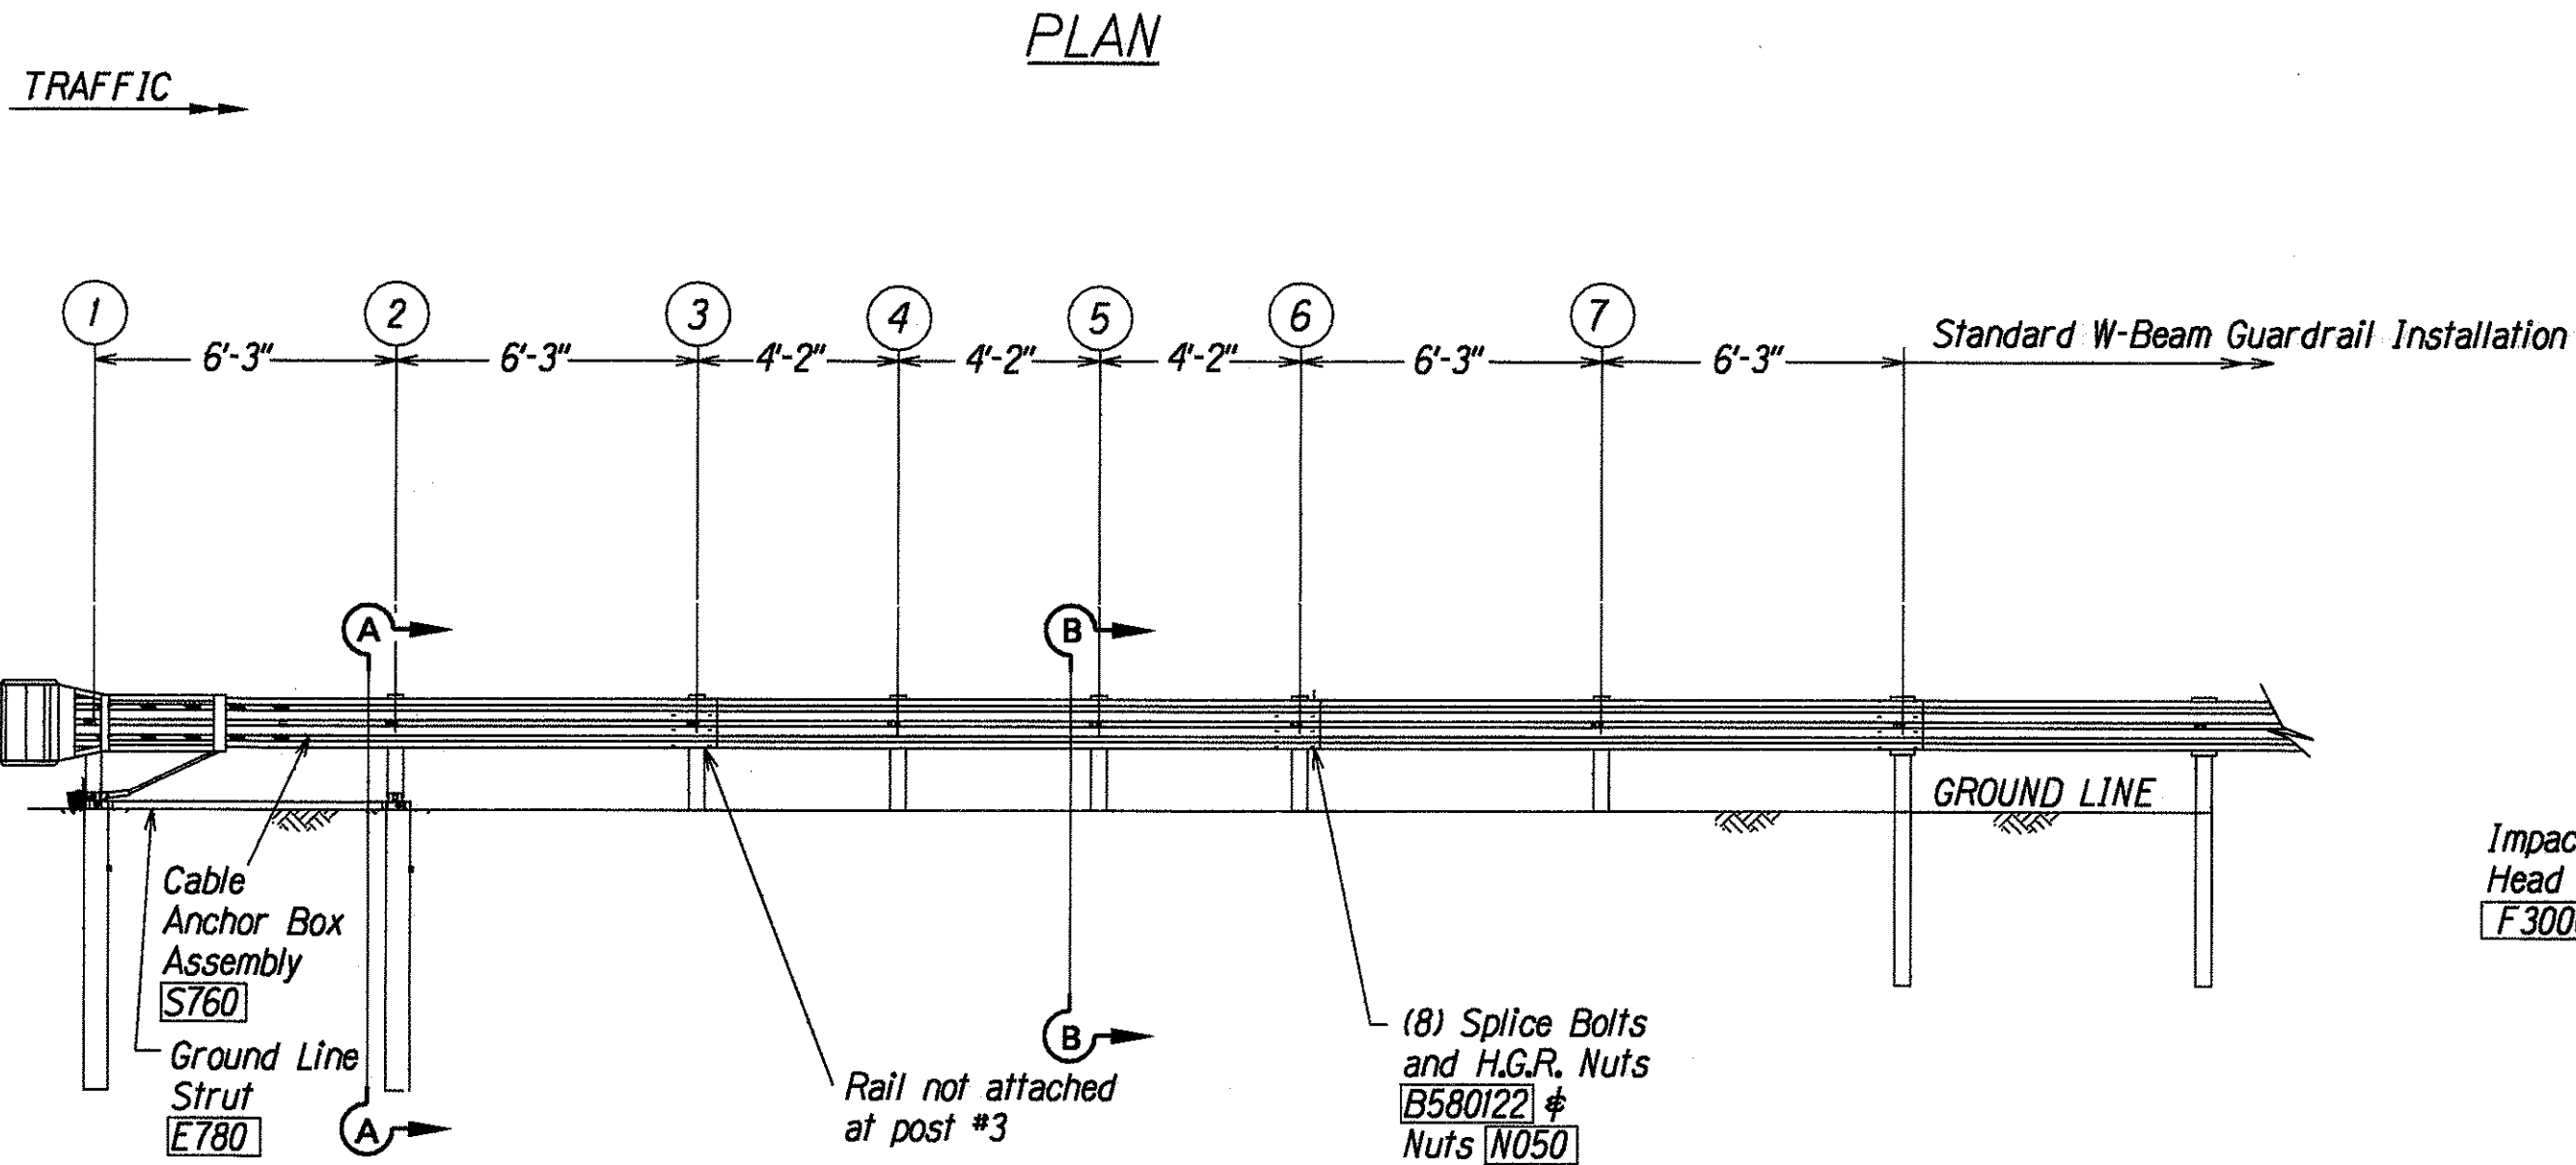 PLAN
TRAFFIC
1 2 3 4 5 6 7
6'-3" 6'-3" 4'-2" 4'-2" 4'-2" 6'-3" 6'-3"
Standard W-Beam Guardrail Installation
A B
GROUND LINE
Cable
Anchor Box
Assembly
S760
Ground Line
Strut
E780
A
B
Rail not attached
at post #3
(8) Splice Bolts
and H.G.R. Nuts
B580122 &
Nuts N050
Impac
Head
F300